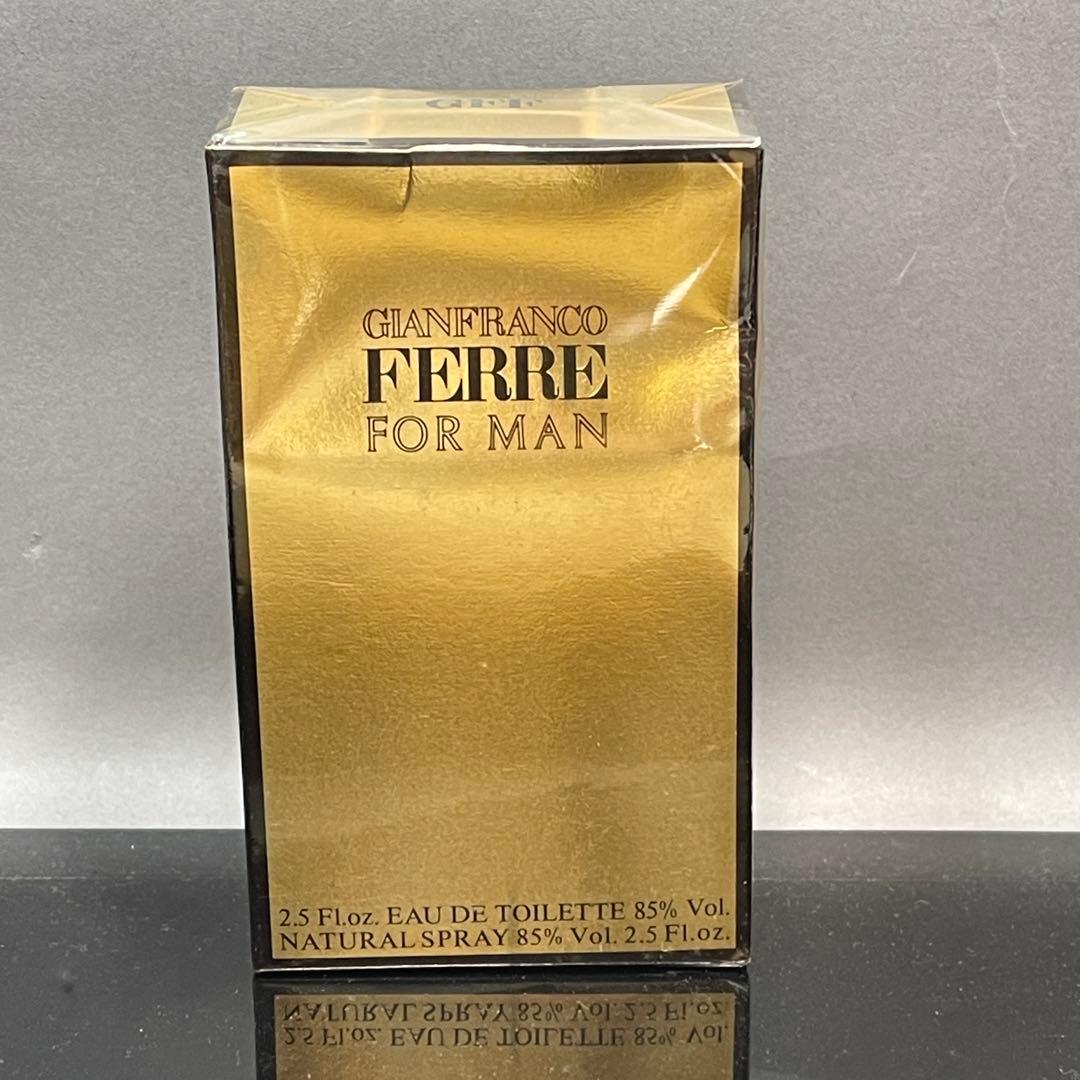 GFF
GIANFRANCO
FERRE
FOR MAN
2.5 Fl.oz. EAU DE TOILETTE 85% Vol.
NATURAL SPRAY 85% Vol. 2.5 Fl.oz.